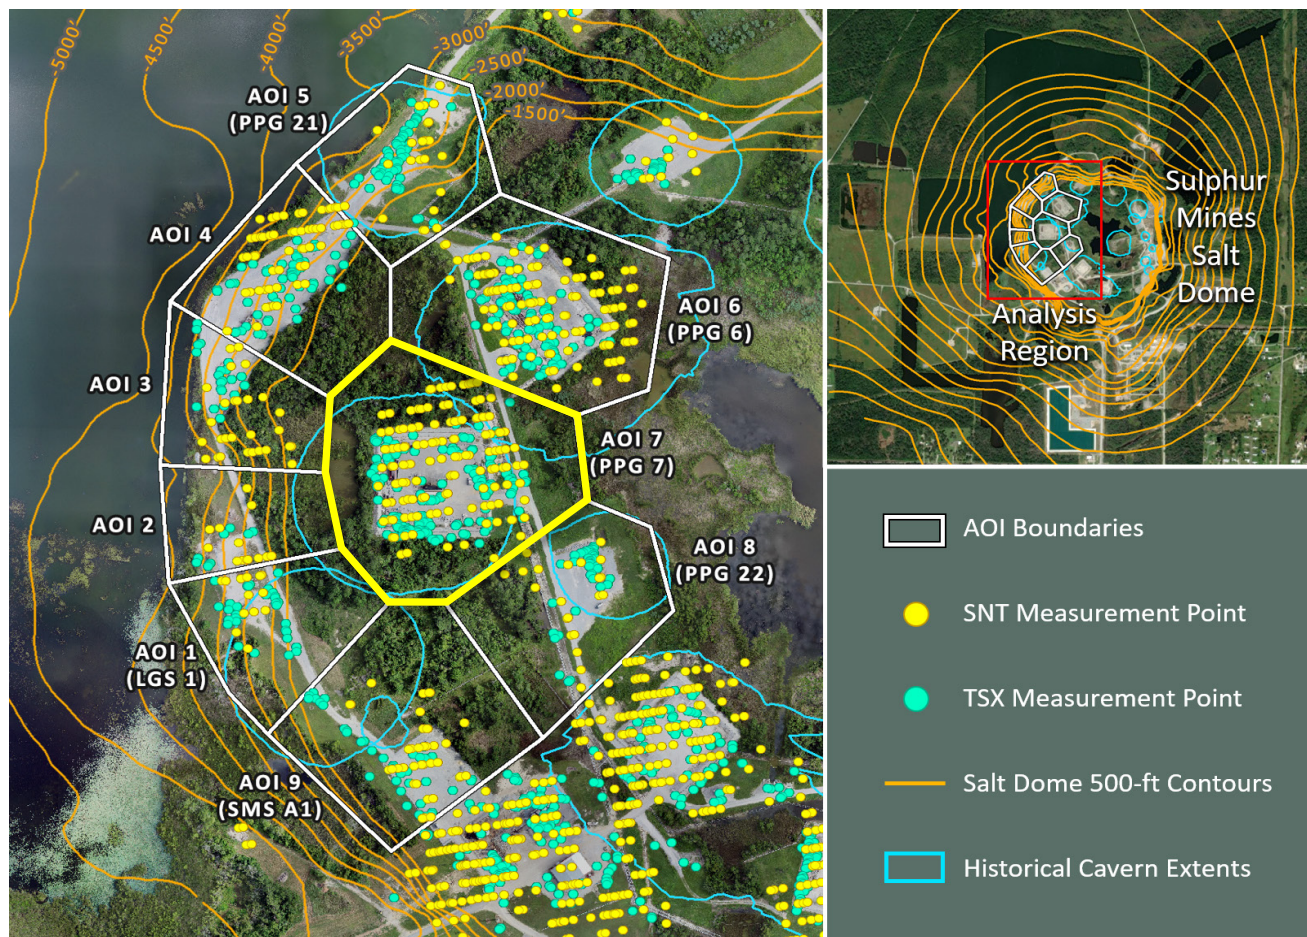 -5000'
-4500'
-4000'
-3500'
-3000'
-2500'
-2000'
-1500'
AOI 5
(PPG 21)
AOI 4
AOI 3
AOI 6
(PPG 6)
AOI 7
(PPG 7)
AOI 2
AOI 8
(PPG 22)
AOI 1
(LGS 1)
AOI 9
(SMS A1)
Sulphur
Mines
Salt
Dome
Analysis
Region
AOI Boundaries
SNT Measurement Point
TSX Measurement Point
Salt Dome 500-ft Contours
Historical Cavern Extents